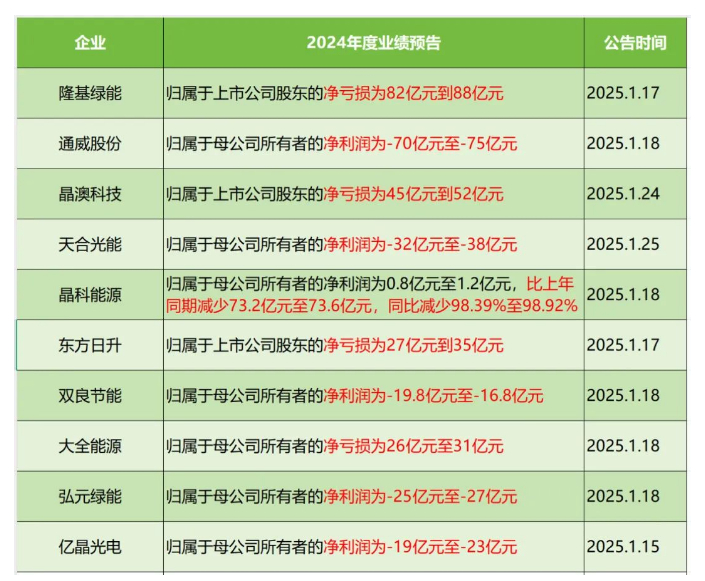 企业 2024年度业绩预告 公告时间
隆基绿能 归属于上市公司股东的净亏损为82亿元到88亿元 2025.1.17
通威股份 归属于母公司所有者的净利润为-70亿元至-75亿元 2025.1.18
晶澳科技 归属于上市公司股东的净亏损为45亿元到52亿元 2025.1.24
天合光能 归属于母公司所有者的净利润为-32亿元至-38亿元 2025.1.25
晶科能源 归属于母公司所有者的净利润为0.8亿元至1.2亿元，比上年
同期减少73.2亿元至73.6亿元，同比减少98.39%至98.92% 2025.1.18
东方日升 归属于上市公司股东的净亏损为27亿元到35亿元 2025.1.17
双良节能 归属于母公司所有者的净利润为-19.8亿元至-16.8亿元 2025.1.18
大全能源 归属于母公司所有者的净亏损为26亿元至31亿元 2025.1.18
弘元绿能 归属于母公司所有者的净利润为-25亿元至-27亿元 2025.1.18
亿晶光电 归属于母公司所有者的净利润为-19亿元至-23亿元 2025.1.15